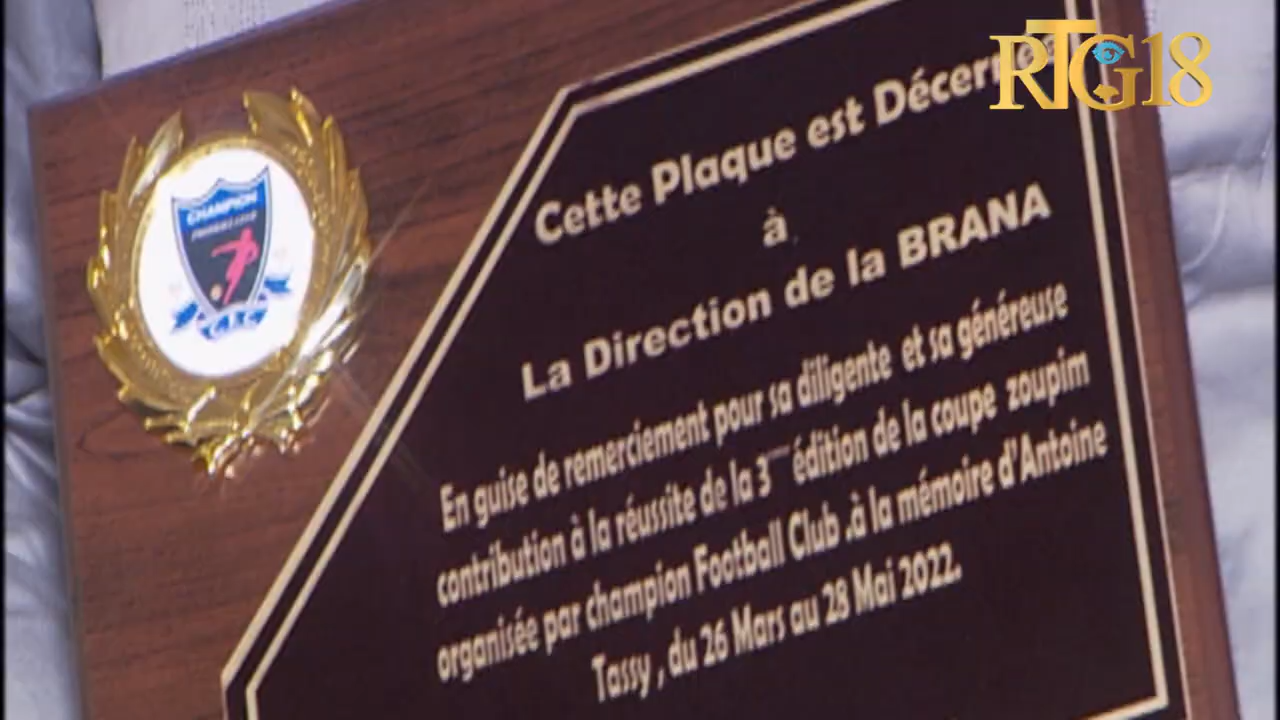 RTG18
CHAMPION
Cette Plaque est Décernée
à
La Direction de la BRANA
En guise de remerciement pour sa diligente et sa généreuse
contribution à la réussite de la 3 édition de la coupe zoupim
organisée par champion Football Club .à la mémoire d'Antoine
Tassy , du 26 Mars au 28 Mai 2022.